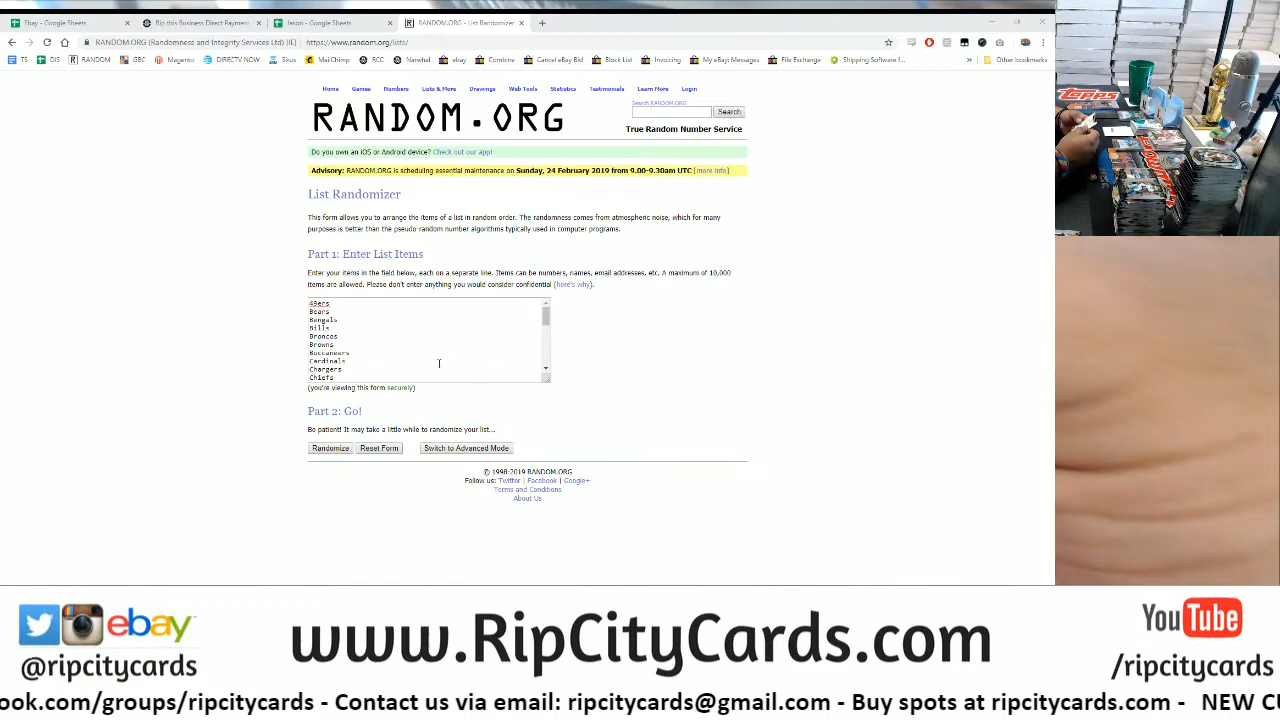 Ebay - Google Sheets
Rip this Business Direct Payment
Jason - Google Sheets
RANDOM.ORG - List Randomizer
RANDOM.ORG (Randomness and Integrity Services Ltd) [IE] | https://www.random.org/lists/
TS DIS RANDOM GBC Magento DIRECTV NOW Sirus MailChimp RCC Narwhal ebay Combine Cancel eBay Bid Block List Invoicing My eBay: Messages File Exchange Shipping Software f... » Other bookmarks
Home Games Numbers Lists & More Drawings Web Tools Statistics Testimonials Learn More Login
RANDOM.ORG
Search RANDOM.ORG
Search
True Random Number Service
Do you own an iOS or Android device? Check out our app!
Advisory: RANDOM.ORG is scheduling essential maintenance on Sunday, 24 February 2019 from 9.00-9.30am UTC [more info]
List Randomizer
This form allows you to arrange the items of a list in random order. The randomness comes from atmospheric noise, which for many
purposes is better than the pseudo-random number algorithms typically used in computer programs.
Part 1: Enter List Items
Enter your items in the field below, each on a separate line. Items can be numbers, names, email addresses, etc. A maximum of 10,000
items are allowed. Please don't enter anything you would consider confidential (here's why).
49ers
Bears
Bengals
Bills
Broncos
Browns
Buccaneers
Cardinals
Chargers
Chiefs
(you're viewing this form securely)
Part 2: Go!
Be patient! It may take a little while to randomize your list...
Randomize Reset Form Switch to Advanced Mode
© 1998-2019 RANDOM.ORG
Follow us: Twitter | Facebook | Google+
Terms and Conditions
About Us
TOPPS
ebay
@ripcitycards
www.RipCityCards.com
YouTube
/ripcitycards
ook.com/groups/ripcitycards - Contact us via email: ripcitycards@gmail.com - Buy spots at ripcitycards.com - NEW CU